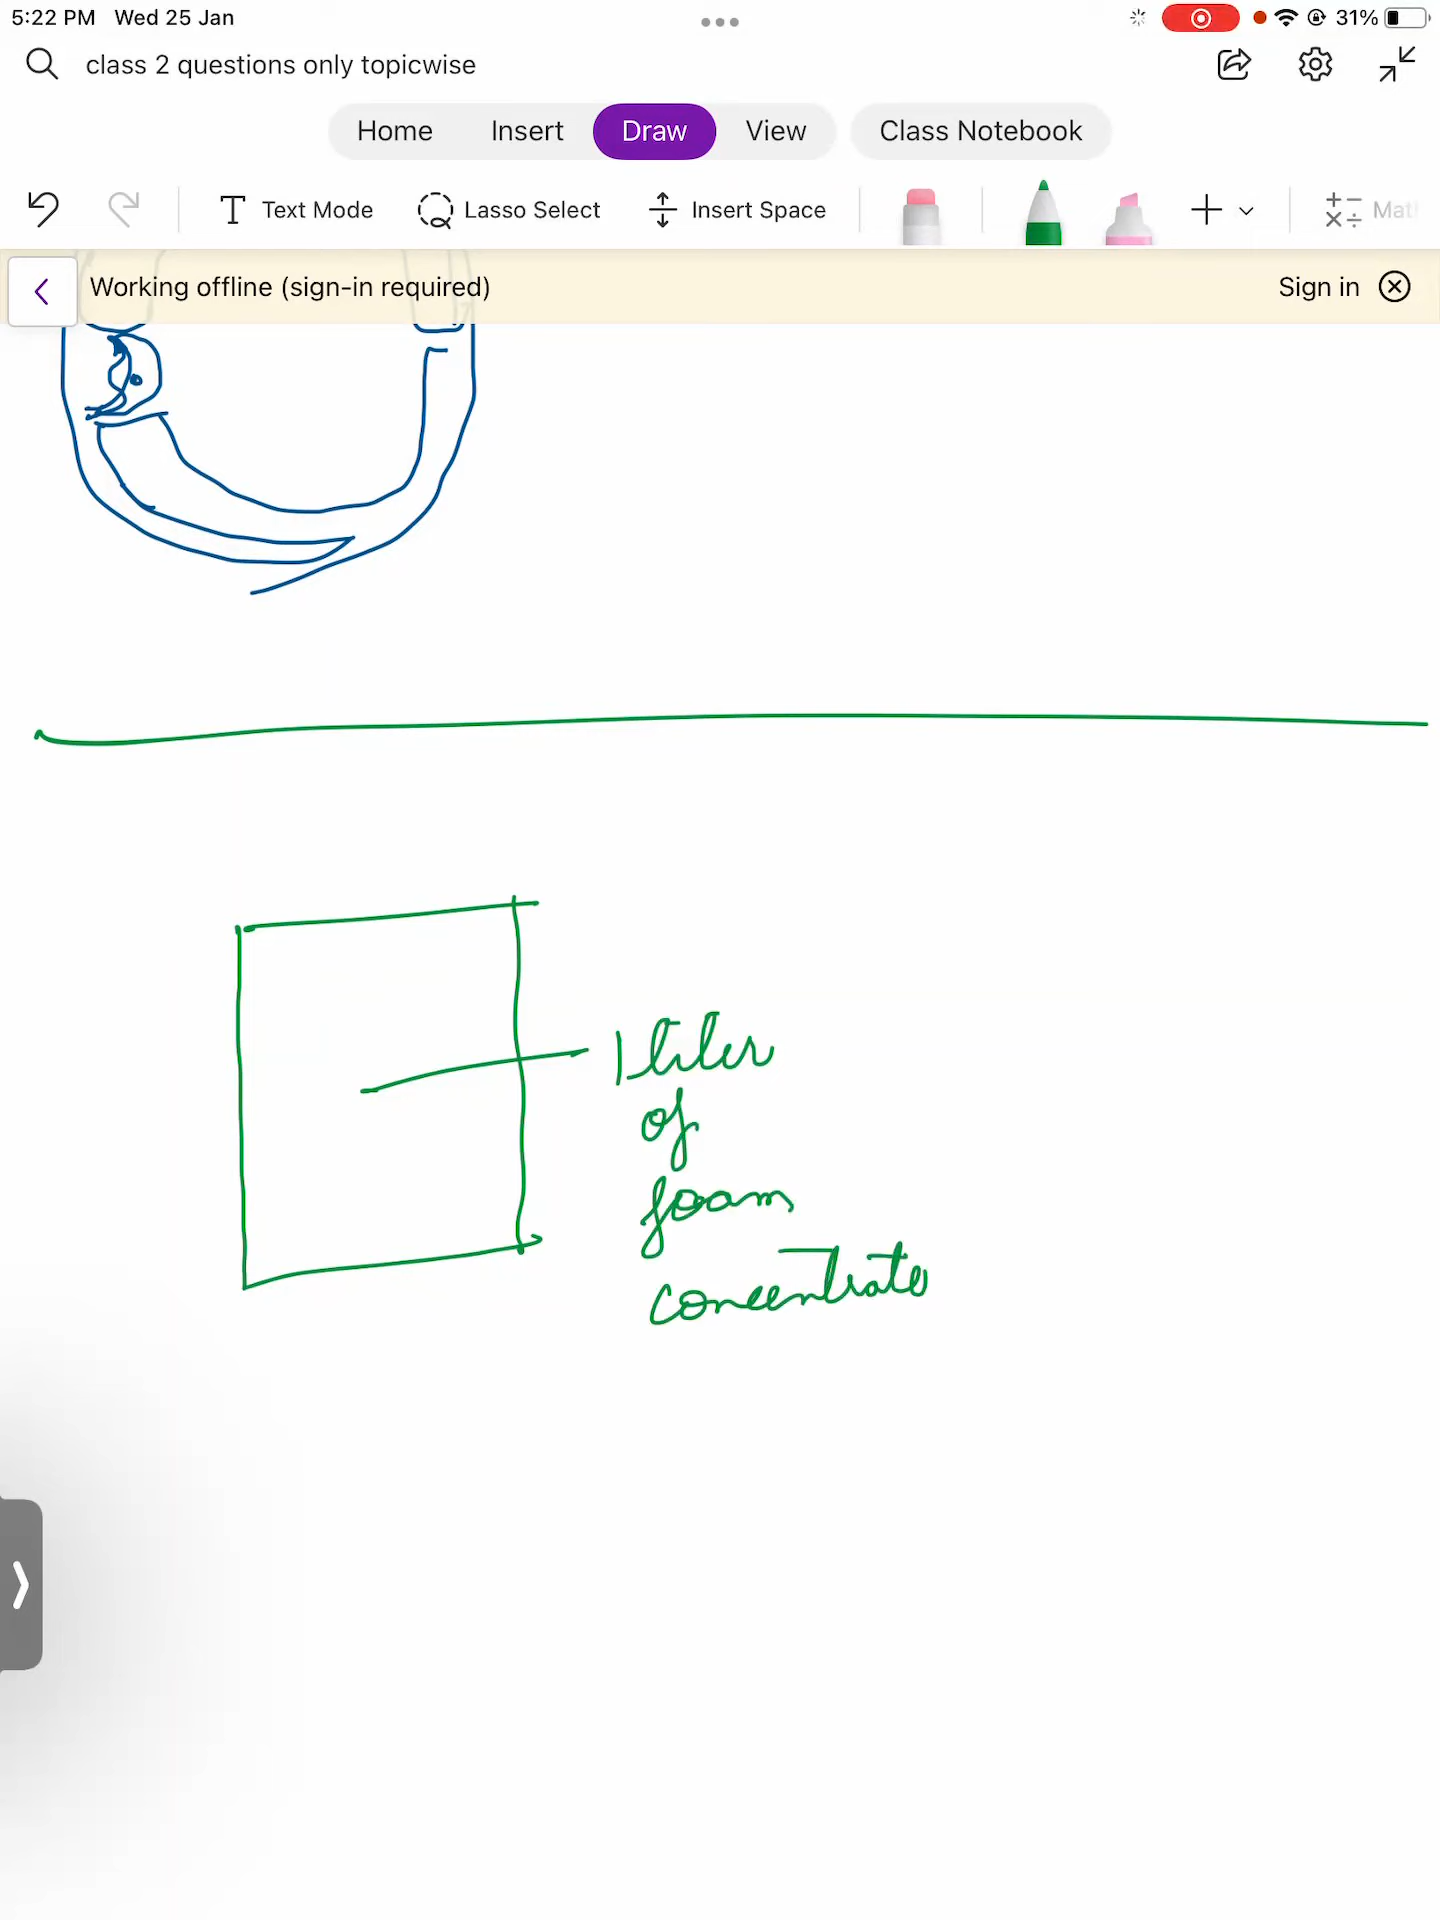 5:22 PM Wed 25 Jan 31%
class 2 questions only topicwise
Home Insert Draw View Class Notebook
Text Mode Lasso Select Insert Space Mat
Working offline (sign-in required) Sign in
1 liter
of
foam
concentrate